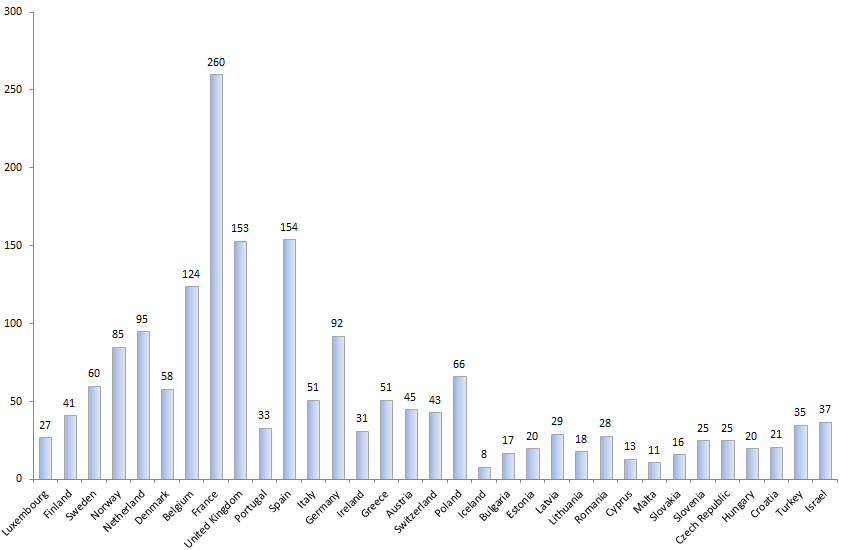 300
250
200
150
100
50
0
27
41
60
85
95
58
124
260
153
33
154
51
92
31
51
45
43
66
8
17
20
29
18
28
13
11
16
25
25
20
21
35
37
Luxembourg
Finland
Sweden
Norway
Netherland
Denmark
Belgium
France
United Kingdom
Portugal
Spain
Italy
Germany
Ireland
Greece
Austria
Switzerland
Poland
Iceland
Bulgaria
Estonia
Latvia
Lithuania
Romania
Cyprus
Malta
Slovakia
Slovenia
Czech Republic
Hungary
Croatia
Turkey
Israel